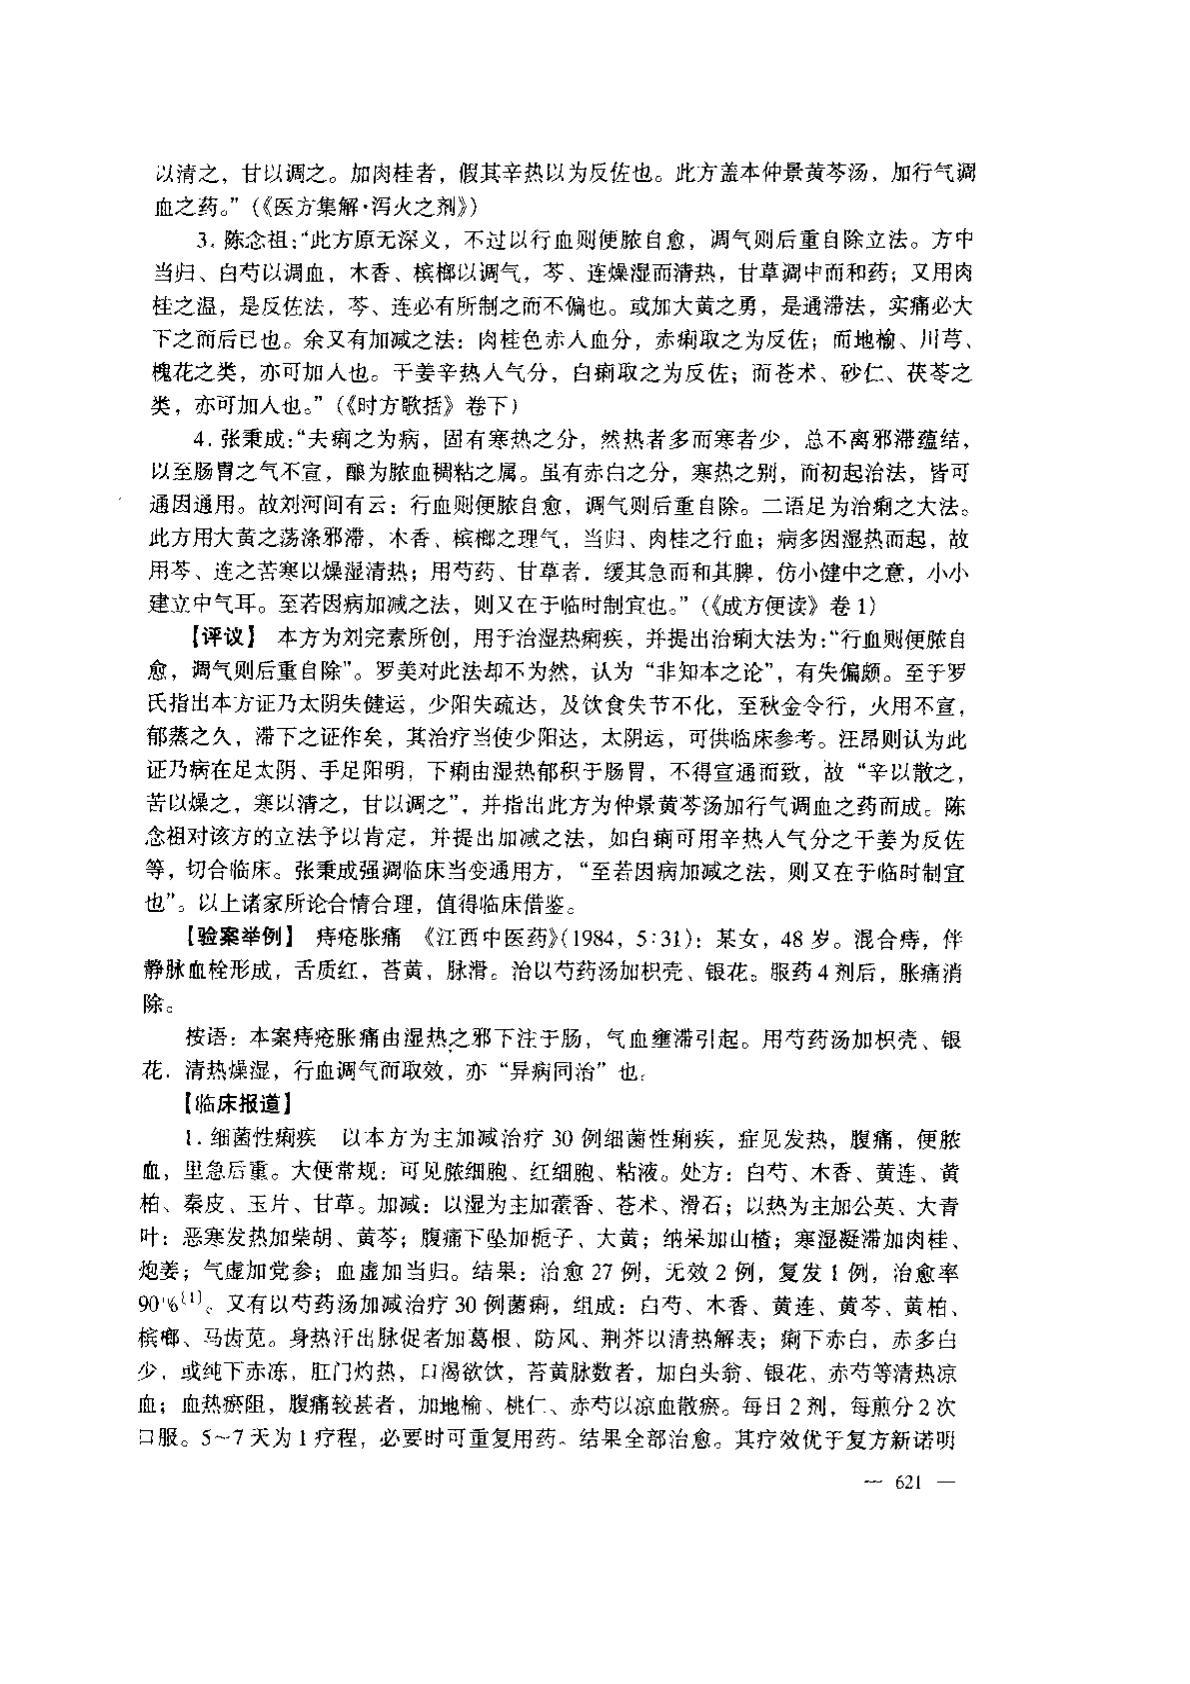 以清之，甘以调之。加肉桂者，假其辛热以为反佐也。此方盖本仲景黄芩汤，加行气调
血之药。”（《医方集解·泻火之剂》）
3. 陈念祖：“此方原无深义，不过以行血则便脓自愈，调气则后重自除立法。方中
当归、白芍以调血，木香、槟榔以调气，芩、连燥湿而清热，甘草调中而和药；又用肉
桂之温，是反佐法，芩、连必有所制之而不偏也。或加大黄之勇，是通滞法，实痛必大
下之而后已也。余又有加减之法：肉桂色赤人血分，赤痢取之为反佐；而地榆、川芎、
槐花之类，亦可加人也。干姜辛热人气分，白痢取之为反佐；而苍术、砂仁、茯苓之
类，亦可加人也。”（《时方歌括》卷下）
4. 张秉成：“夫痢之为病，固有寒热之分，然热者多而寒者少，总不离邪滞蕴结，
以至肠胃之气不宣，酿为脓血稠粘之属。虽有赤白之分，寒热之别，而初起治法，皆可
通因通用。故刘河间有云：行血则便脓自愈，调气则后重自除。二语足为治痢之大法。
此方用大黄之荡涤邪滞，木香、槟榔之理气，当归、肉桂之行血；病多因湿热而起，故
用芩、连之苦寒以燥湿清热；用芍药、甘草者，缓其急而和其脾，仿小健中之意，小小
建立中气耳。至若因病加减之法，则又在于临时制宜也。”（《成方便读》卷1）
【评议】 本方为刘完素所创，用于治湿热痢疾，并提出治痢大法为：“行血则便脓自
愈，调气则后重自除”。罗美对此法却不为然，认为“非知本之论”，有失偏颇。至于罗
氏指出本方证乃太阴失健运，少阳失疏达，及饮食失节不化，至秋金令行，火用不宣，
郁蒸之久，滞下之证作矣，其治疗当使少阳达，太阴运，可供临床参考。汪昂则认为此
证乃病在足太阴、手足阳明，下痢由湿热郁积于肠胃，不得宣通而致，故“辛以散之，
苦以燥之，寒以清之，甘以调之”，并指出此方为仲景黄芩汤加行气调血之药而成。陈
念祖对该方的立法予以肯定，并提出加减之法，如白痢可用辛热人气分之干姜为反佐
等，切合临床。张秉成强调临床当变通用方，“至若因病加减之法，则又在于临时制宜
也”。以上诸家所论合情合理，值得临床借鉴。
【验案举例】 痔疮胀痛 《江西中医药》（1984，5∶31）：某女，48岁。混合痔，伴
静脉血栓形成，舌质红，苔黄，脉滑。治以芍药汤加枳壳、银花。服药4剂后，胀痛消
除。
按语：本案痔疮胀痛由湿热之邪下注于肠，气血壅滞引起。用芍药汤加枳壳、银
花，清热燥湿，行血调气而取效，亦“异病同治”也。
【临床报道】
1. 细菌性痢疾 以本方为主加减治疗30例细菌性痢疾，症见发热，腹痛，便脓
血，里急后重。大便常规：可见脓细胞、红细胞、粘液。处方：白芍、木香、黄连、黄
柏、秦皮、玉片、甘草。加减：以湿为主加藿香、苍术、滑石；以热为主加公英、大青
叶；恶寒发热加柴胡、黄芩；腹痛下坠加栀子、大黄；纳呆加山楂；寒湿凝滞加肉桂、
炮姜；气虚加党参；血虚加当归。结果：治愈27例，无效2例，复发1例，治愈率
90%〔1〕。又有以芍药汤加减治疗30例菌痢，组成：白芍、木香、黄连、黄芩、黄柏、
槟榔、马齿苋。身热汗出脉促者加葛根、防风、荆芥以清热解表；痢下赤白，赤多白
少，或纯下赤冻，肛门灼热，口渴欲饮，苔黄脉数者，加白头翁、银花、赤芍等清热凉
血；血热瘀阻，腹痛较甚者，加地榆、桃仁、赤芍以凉血散瘀。每日2剂，每煎分2次
口服。5～7天为1疗程，必要时可重复用药。结果全部治愈。其疗效优于复方新诺明
— 621 —